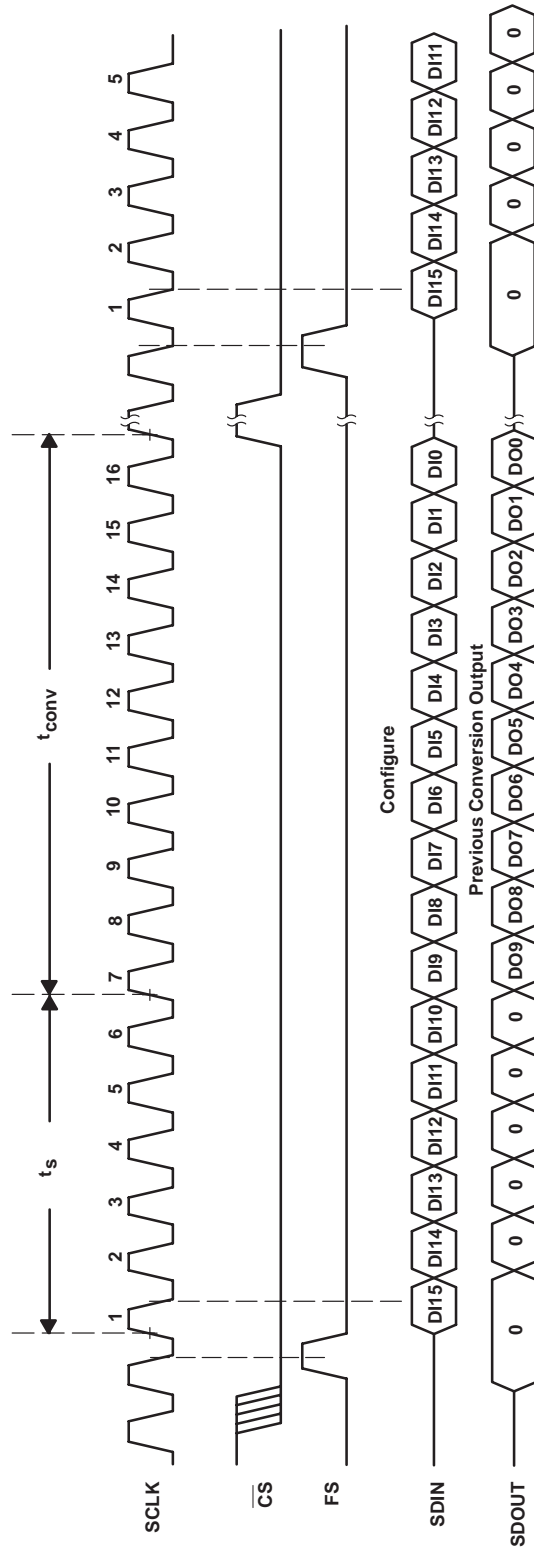 t_s t_conv
SCLK 1 2 3 4 5 6 7 8 9 10 11 12 13 14 15 16 1 2 3 4 5
CS
FS
Configure
SDIN DI15 DI14 DI13 DI12 DI11 DI10 DI9 DI8 DI7 DI6 DI5 DI4 DI3 DI2 DI1 DI0 DI15 DI14 DI13 DI12 DI11
Previous Conversion Output
SDOUT 0 0 0 0 0 0 DO9 DO8 DO7 DO6 DO5 DO4 DO3 DO2 DO1 DO0 0 0 0 0 0